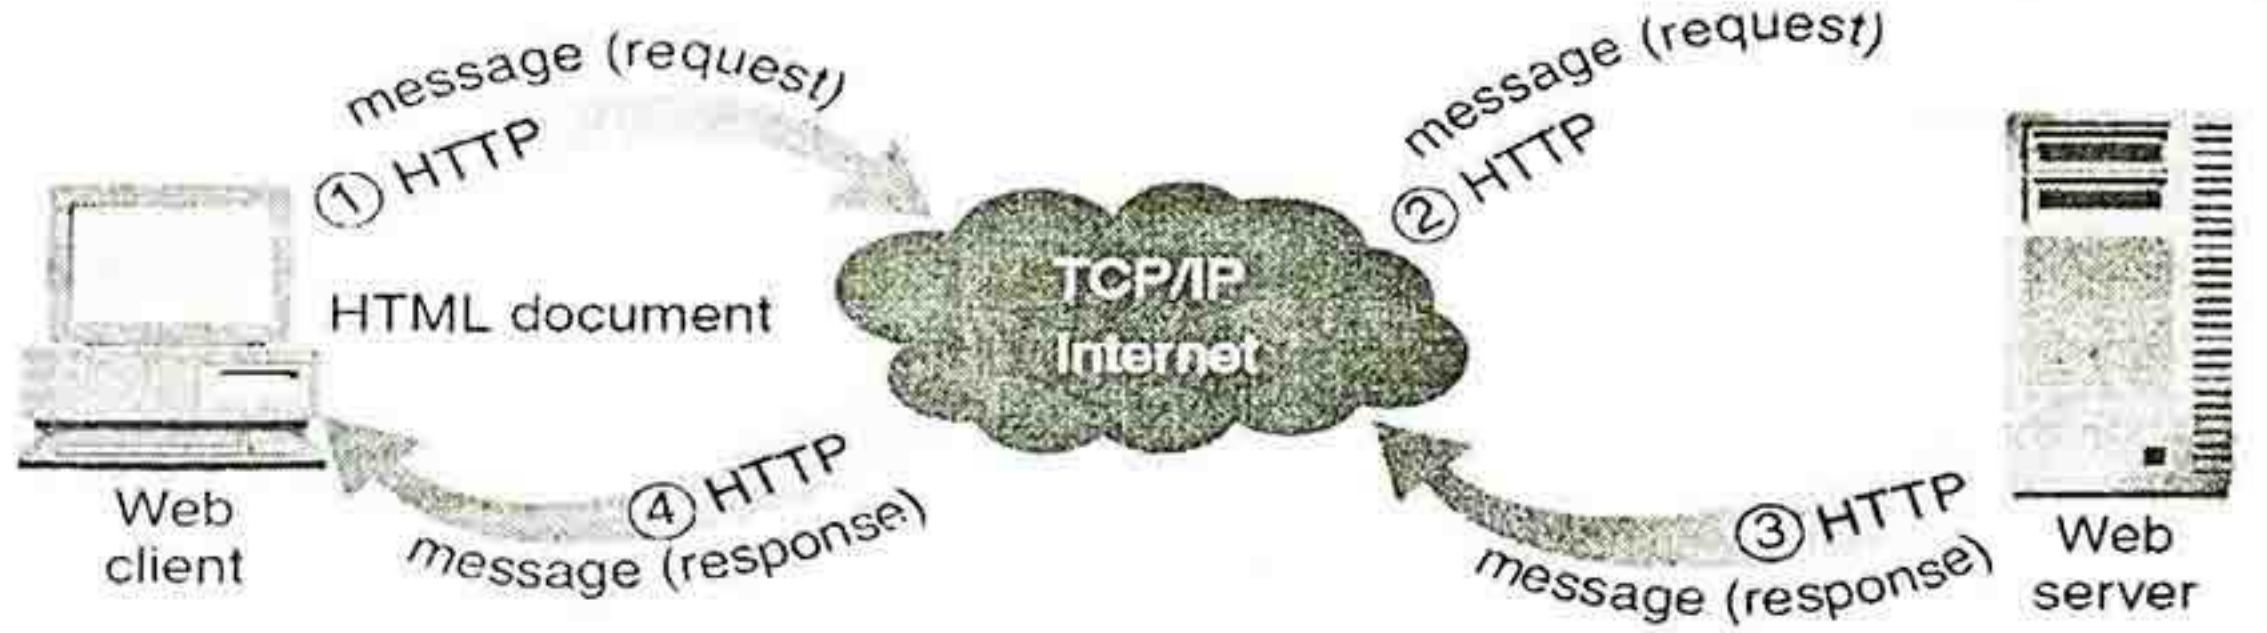 message (request)
① HTTP
message (request)
② HTTP
HTML document
TCP/IP
Internet
④ HTTP
message (response)
③ HTTP
message (response)
Web
client
Web
server